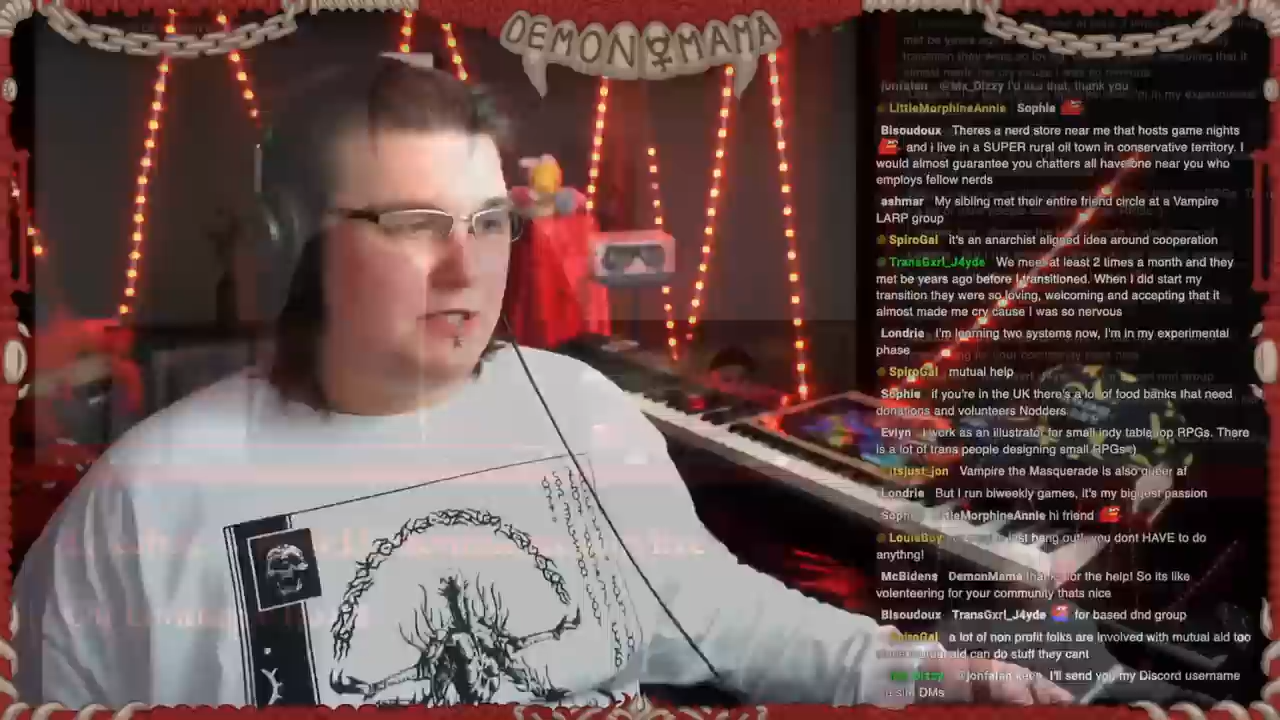 DEMON MAMA
jonfalan @Mx_Dizzy I'd like that, thank you
LittleMorphineAnnie Sophie
Bisoudoux Theres a nerd store near me that hosts game nights
and i live in a SUPER rural oil town in conservative territory. I
would almost guarantee you chatters all have one near you who
employs fellow nerds
ashmar My sibling met their entire friend circle at a Vampire
LARP group
SpiroGal it's an anarchist aligned idea around cooperation
TransGxrl_J4yde We meet at least 2 times a month and they
met be years ago before I transitioned. When I did start my
transition they were so loving, welcoming and accepting that it
almost made me cry cause I was so nervous
Londrie I'm learning two systems now, I'm in my experimental
phase
SpiroGal mutual help
Sophie if you're in the UK there's a lot of food banks that need
donations and volunteers Nodders
Evlyn I work as an illustrator for small indy tabletop RPGs. There
is a lot of trans people designing small RPGs =)
itsjust_jon Vampire the Masquerade is also queer af
Londrie But I run biweekly games, it's my biggest passion
hi friend
LouieBoy just hang out! you dont HAVE to do
anythng!
McBidens DemonMama thank for the help! So its like
volenteering for your community thats nice
Bisoudoux TransGxrl_J4yde for based dnd group
SpiroGal a lot of non profit folks are involved with mutual aid too
aid can do stuff they cant
I'll send you my Discord username
DMs